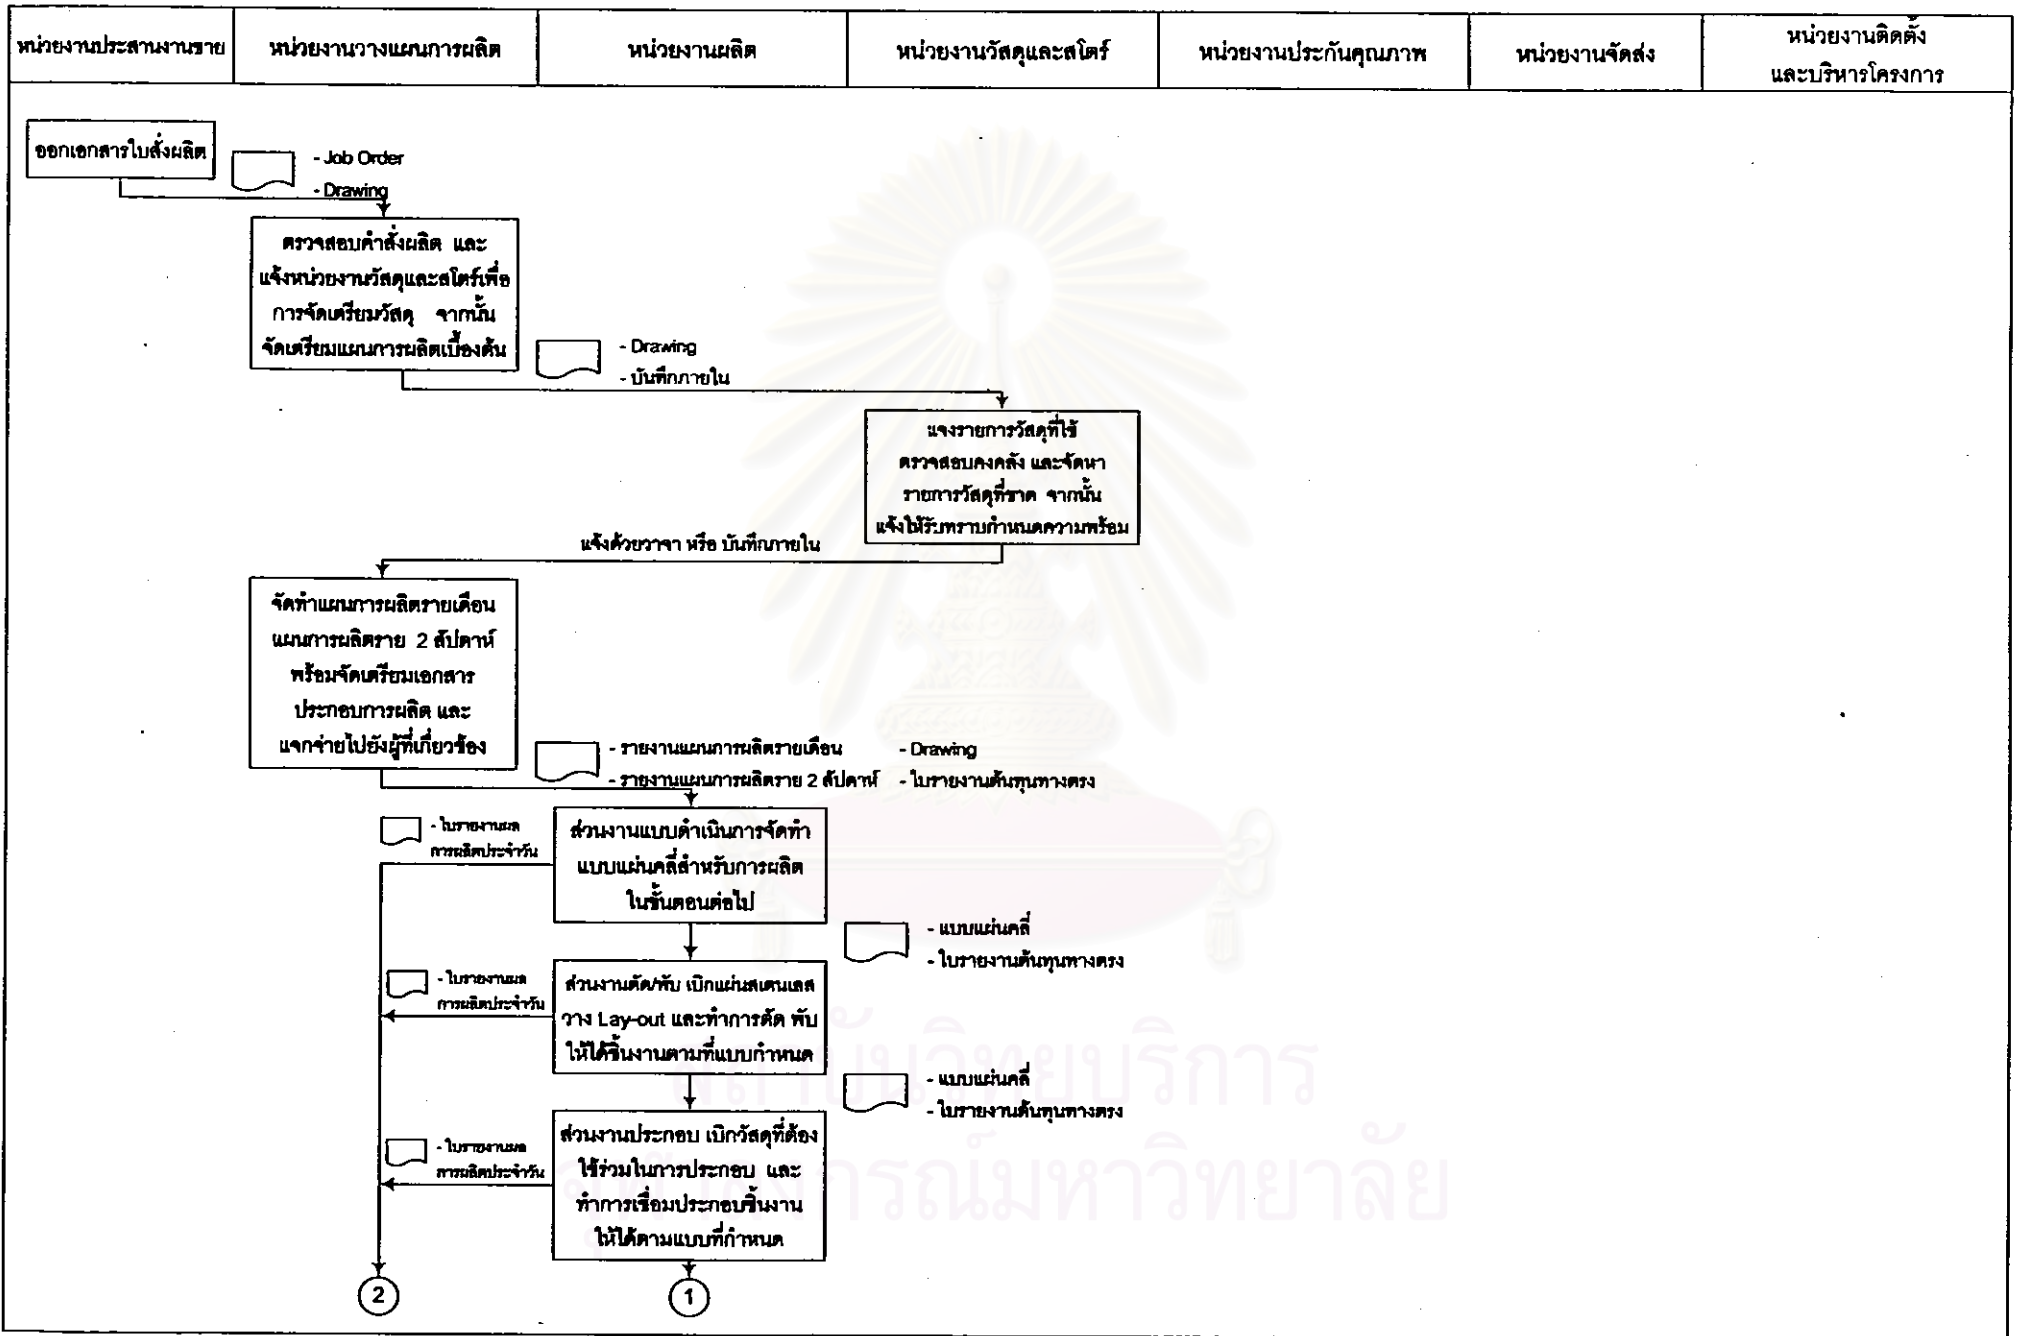 หน่วยงานประสานงานขาย
หน่วยงานวางแผนการผลิต
หน่วยงานผลิต
หน่วยงานวัสดุและสโตร์
หน่วยงานประกันคุณภาพ
หน่วยงานจัดส่ง
หน่วยงานติดตั้ง
และบริหารโครงการ
ออกเอกสารใบสั่งผลิต
- Job Order
- Drawing
ตรวจสอบคำสั่งผลิต และ
แจ้งหน่วยงานวัสดุและสโตร์เพื่อ
การจัดเตรียมวัสดุ จากนั้น
จัดเตรียมแผนการผลิตเบื้องต้น
- Drawing
- บันทึกภายใน
แจงรายการวัสดุที่ใช้
ตรวจสอบคงคลัง และจัดหา
รายการวัสดุที่ขาด จากนั้น
แจ้งให้รับทราบกำหนดความพร้อม
แจ้งด้วยวาจา หรือ บันทึกภายใน
จัดทำแผนการผลิตรายเดือน
แผนการผลิตราย 2 สัปดาห์
พร้อมจัดเตรียมเอกสาร
ประกอบการผลิต และ
แจกจ่ายไปยังผู้ที่เกี่ยวข้อง
- รายงานแผนการผลิตรายเดือน
- รายงานแผนการผลิตราย 2 สัปดาห์
- Drawing
- ใบรายงานต้นทุนทางตรง
- ใบรายงานผล
การผลิตประจำวัน
ส่วนงานแบบดำเนินการจัดทำ
แบบแผ่นคลี่สำหรับการผลิต
ในขั้นตอนต่อไป
- แบบแผ่นคลี่
- ใบรายงานต้นทุนทางตรง
- ใบรายงานผล
การผลิตประจำวัน
ส่วนงานตัด/พับ เบิกแผ่นสเตนเลส
วาง Lay-out และทำการตัด พับ
ให้ได้ชิ้นงานตามที่แบบกำหนด
- แบบแผ่นคลี่
- ใบรายงานต้นทุนทางตรง
- ใบรายงานผล
การผลิตประจำวัน
ส่วนงานประกอบ เบิกวัสดุที่ต้อง
ใช้ร่วมในการประกอบ และ
ทำการเชื่อมประกอบชิ้นงาน
ให้ได้ตามแบบที่กำหนด
2
1
สถาบันวิทยบริการ
จุฬาลงกรณ์มหาวิทยาลัย